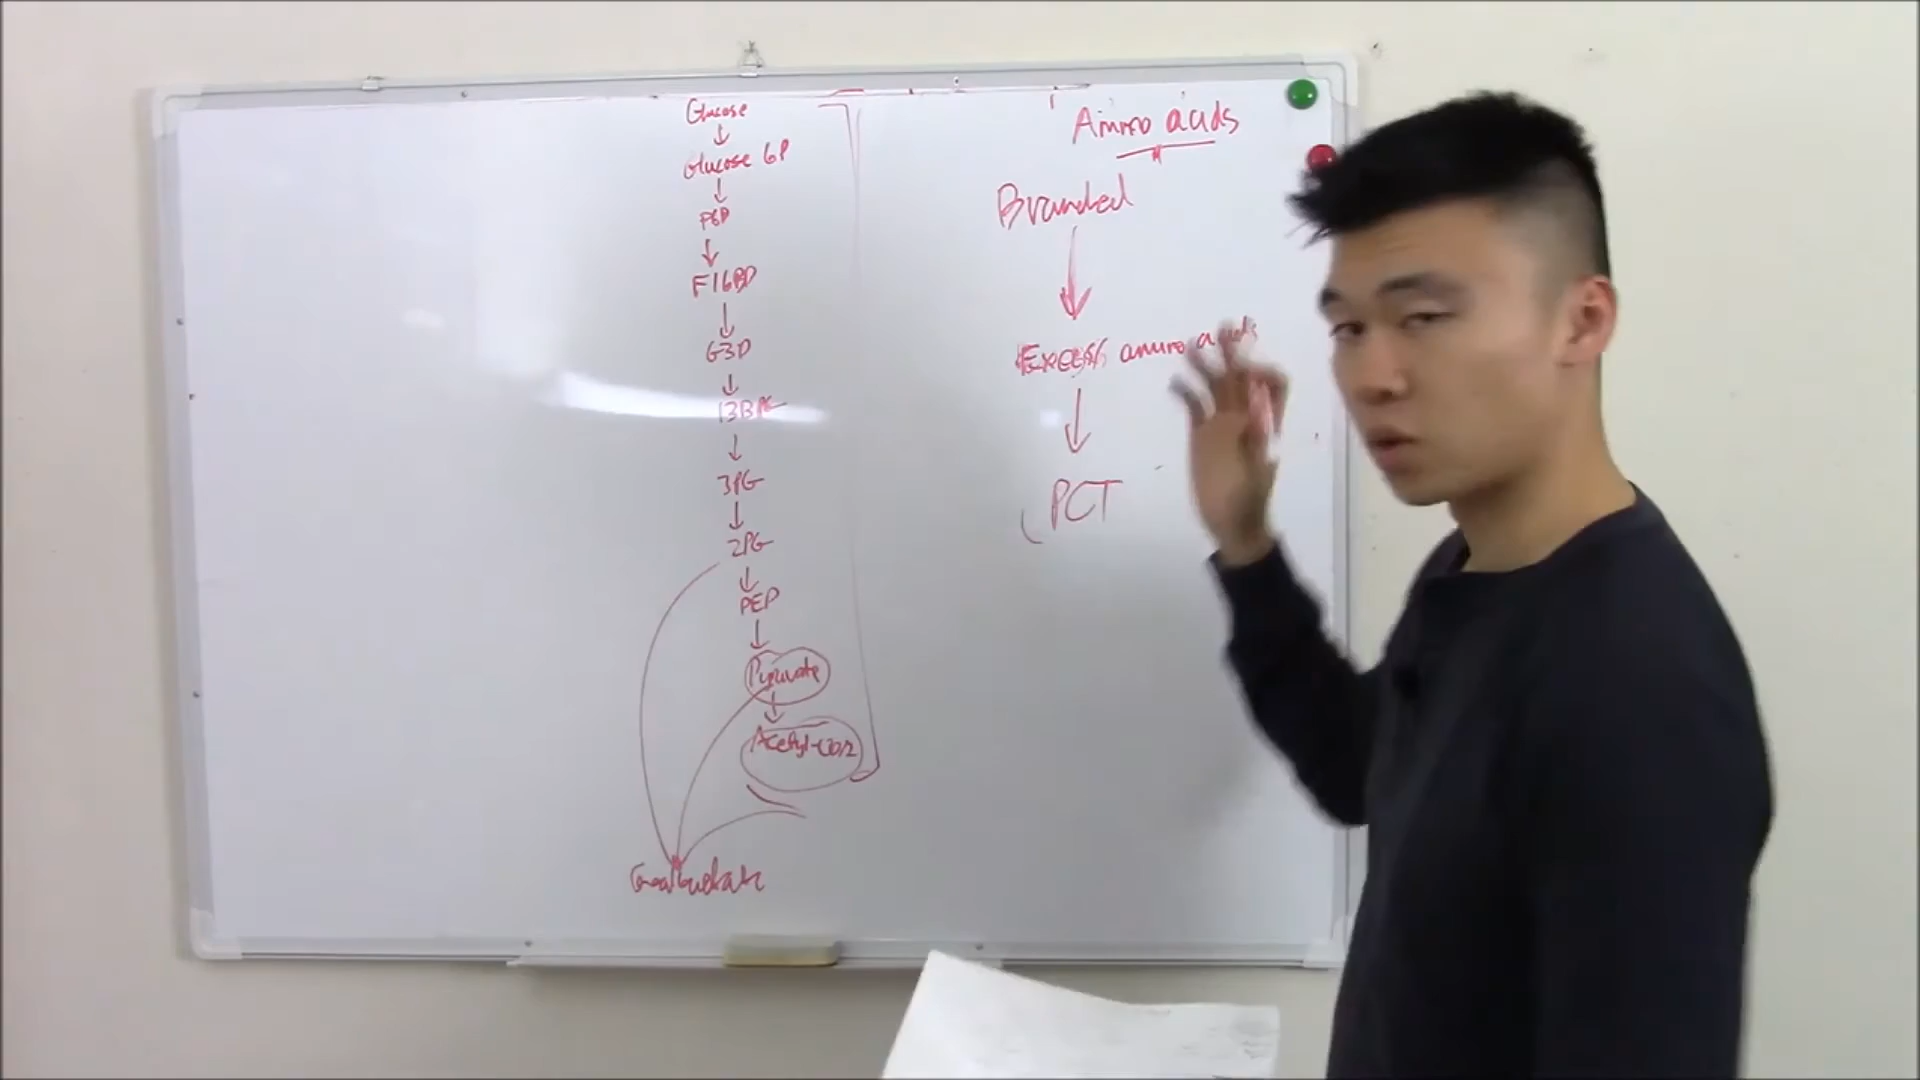 Glucose
Glucose 6P
F6P
F16BP
G3P
13BPG
3PG
2PG
PEP
Pyruvate
Acetyl-COA
Amino acids
Branded
Excess amino acids
PCT